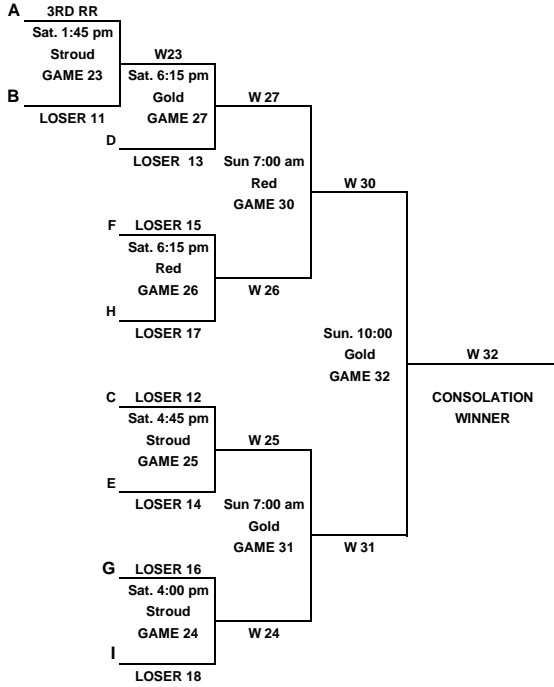 A 3RD RR
Sat. 1:45 pm
Stroud
GAME 23
B
LOSER 11
W23
Sat. 6:15 pm
Gold
GAME 27
D
LOSER 13
W 27
Sun 7:00 am
Red
GAME 30
W 30
F LOSER 15
Sat. 6:15 pm
Red
GAME 26
H
LOSER 17
W 26
Sun. 10:00
Gold
GAME 32
W 32
CONSOLATION
WINNER
C LOSER 12
Sat. 4:45 pm
Stroud
GAME 25
E
LOSER 14
W 25
Sun 7:00 am
Gold
GAME 31
W 31
G LOSER 16
Sat. 4:00 pm
Stroud
GAME 24
I
LOSER 18
W 24